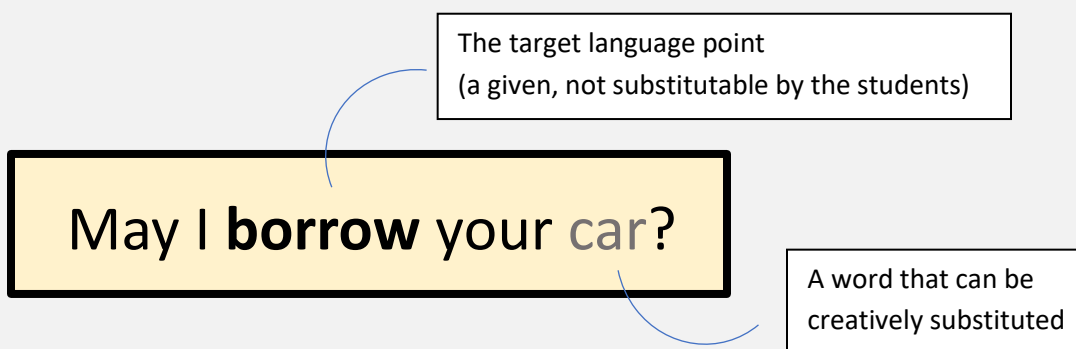 The target language point
(a given, not substitutable by the students)
May I borrow your car?
A word that can be
creatively substituted